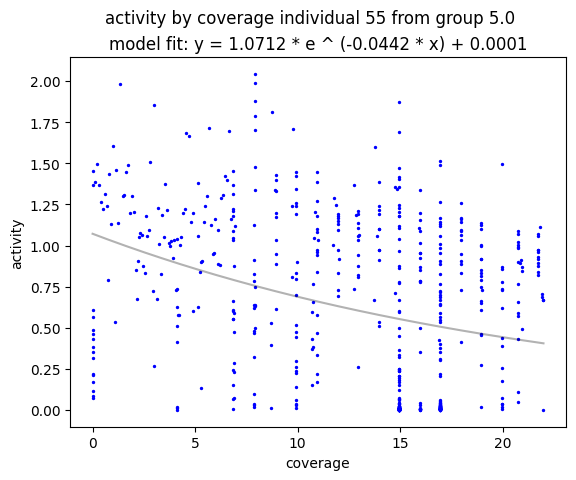 activity by coverage individual 55 from group 5.0
model fit: y = 1.0712 * e ^ (-0.0442 * x) + 0.0001
2.00
1.75
1.50
1.25
1.00
0.75
0.50
0.25
0.00
activity
0 5 10 15 20
coverage